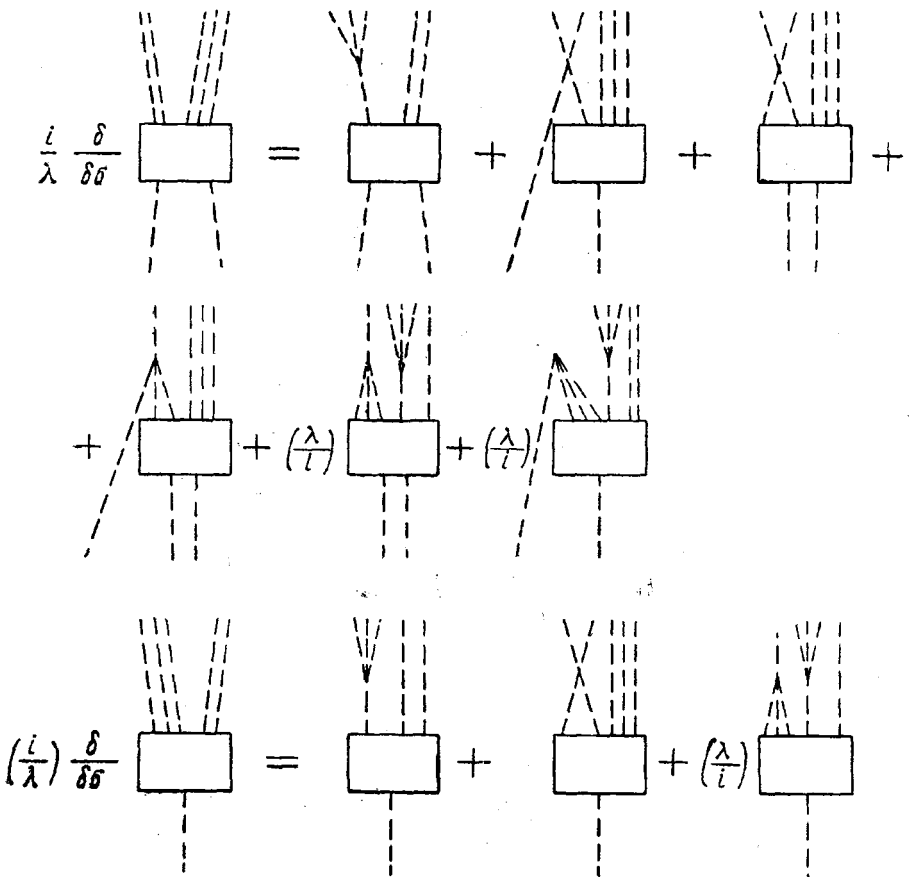 i/λ δ/δσ = + + +
+ + (λ/i) + (λ/i)
(i/λ) δ/δσ = + + (λ/i)